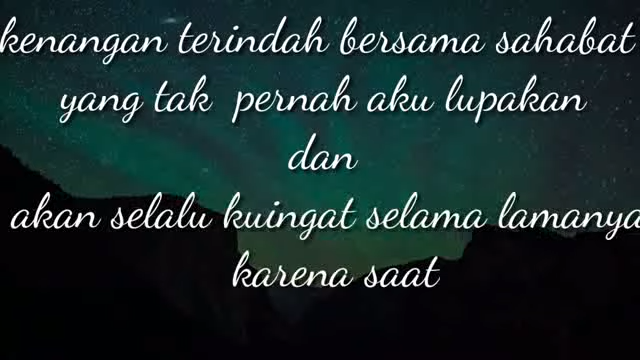 kenangan terindah bersama sahabat
yang tak pernah aku lupakan
dan
akan selalu kuingat selama lamanya
karena saat